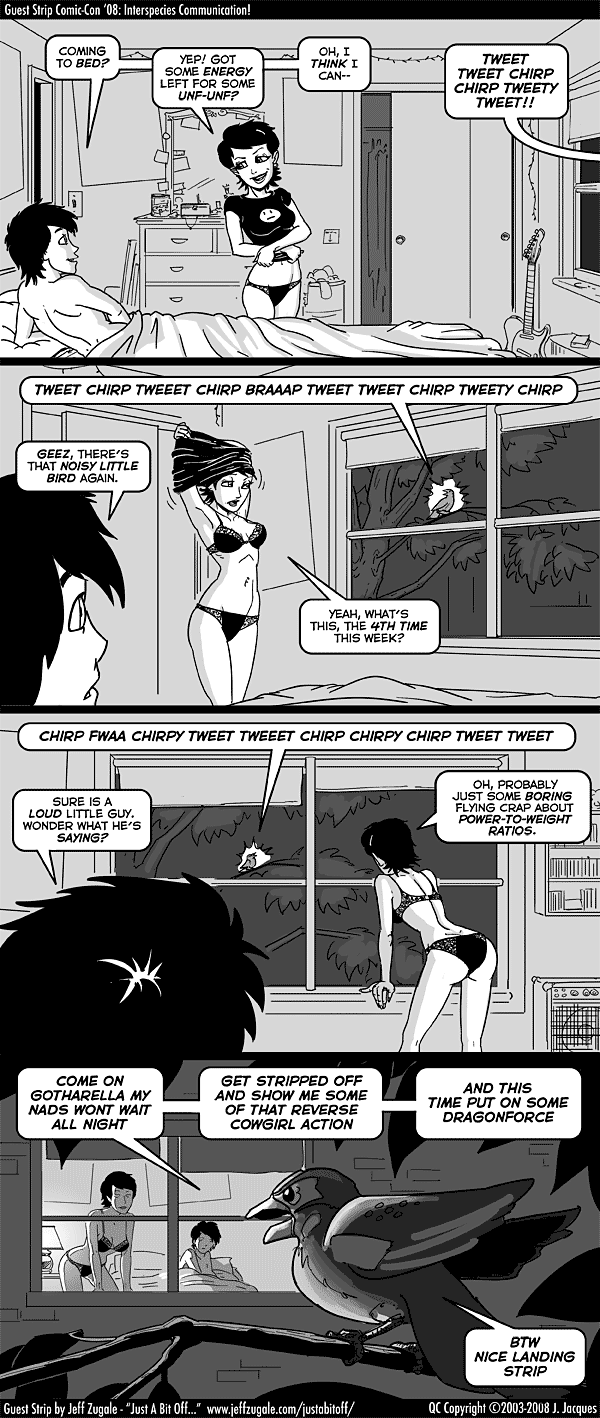 Guest Strip Comic-Con '08: Interspecies Communication!
COMING
TO BED?
YEP! GOT
SOME ENERGY
LEFT FOR SOME
UNF-UNF?
OH, I
THINK I
CAN--
TWEET
TWEET CHIRP
CHIRP TWEETY
TWEET!!
TWEET CHIRP TWEEET CHIRP BRAAAP TWEET TWEET CHIRP TWEETY CHIRP
GEEZ, THERE'S
THAT NOISY LITTLE
BIRD AGAIN.
YEAH, WHAT'S
THIS, THE 4TH TIME
THIS WEEK?
CHIRP FWAA CHIRPY TWEET TWEEET CHIRP CHIRPY CHIRP TWEET TWEET
SURE IS A
LOUD LITTLE GUY.
WONDER WHAT HE'S
SAYING?
OH, PROBABLY
JUST SOME BORING
FLYING CRAP ABOUT
POWER-TO-WEIGHT
RATIOS.
COME ON
GOTHARELLA MY
NADS WONT WAIT
ALL NIGHT
GET STRIPPED OFF
AND SHOW ME SOME
OF THAT REVERSE
COWGIRL ACTION
AND THIS
TIME PUT ON SOME
DRAGONFORCE
BTW
NICE LANDING
STRIP
Guest Strip by Jeff Zugale - "Just A Bit Off..." www.jeffzugale.com/justabitoff/ QC Copyright ©2003-2008 J. Jacques